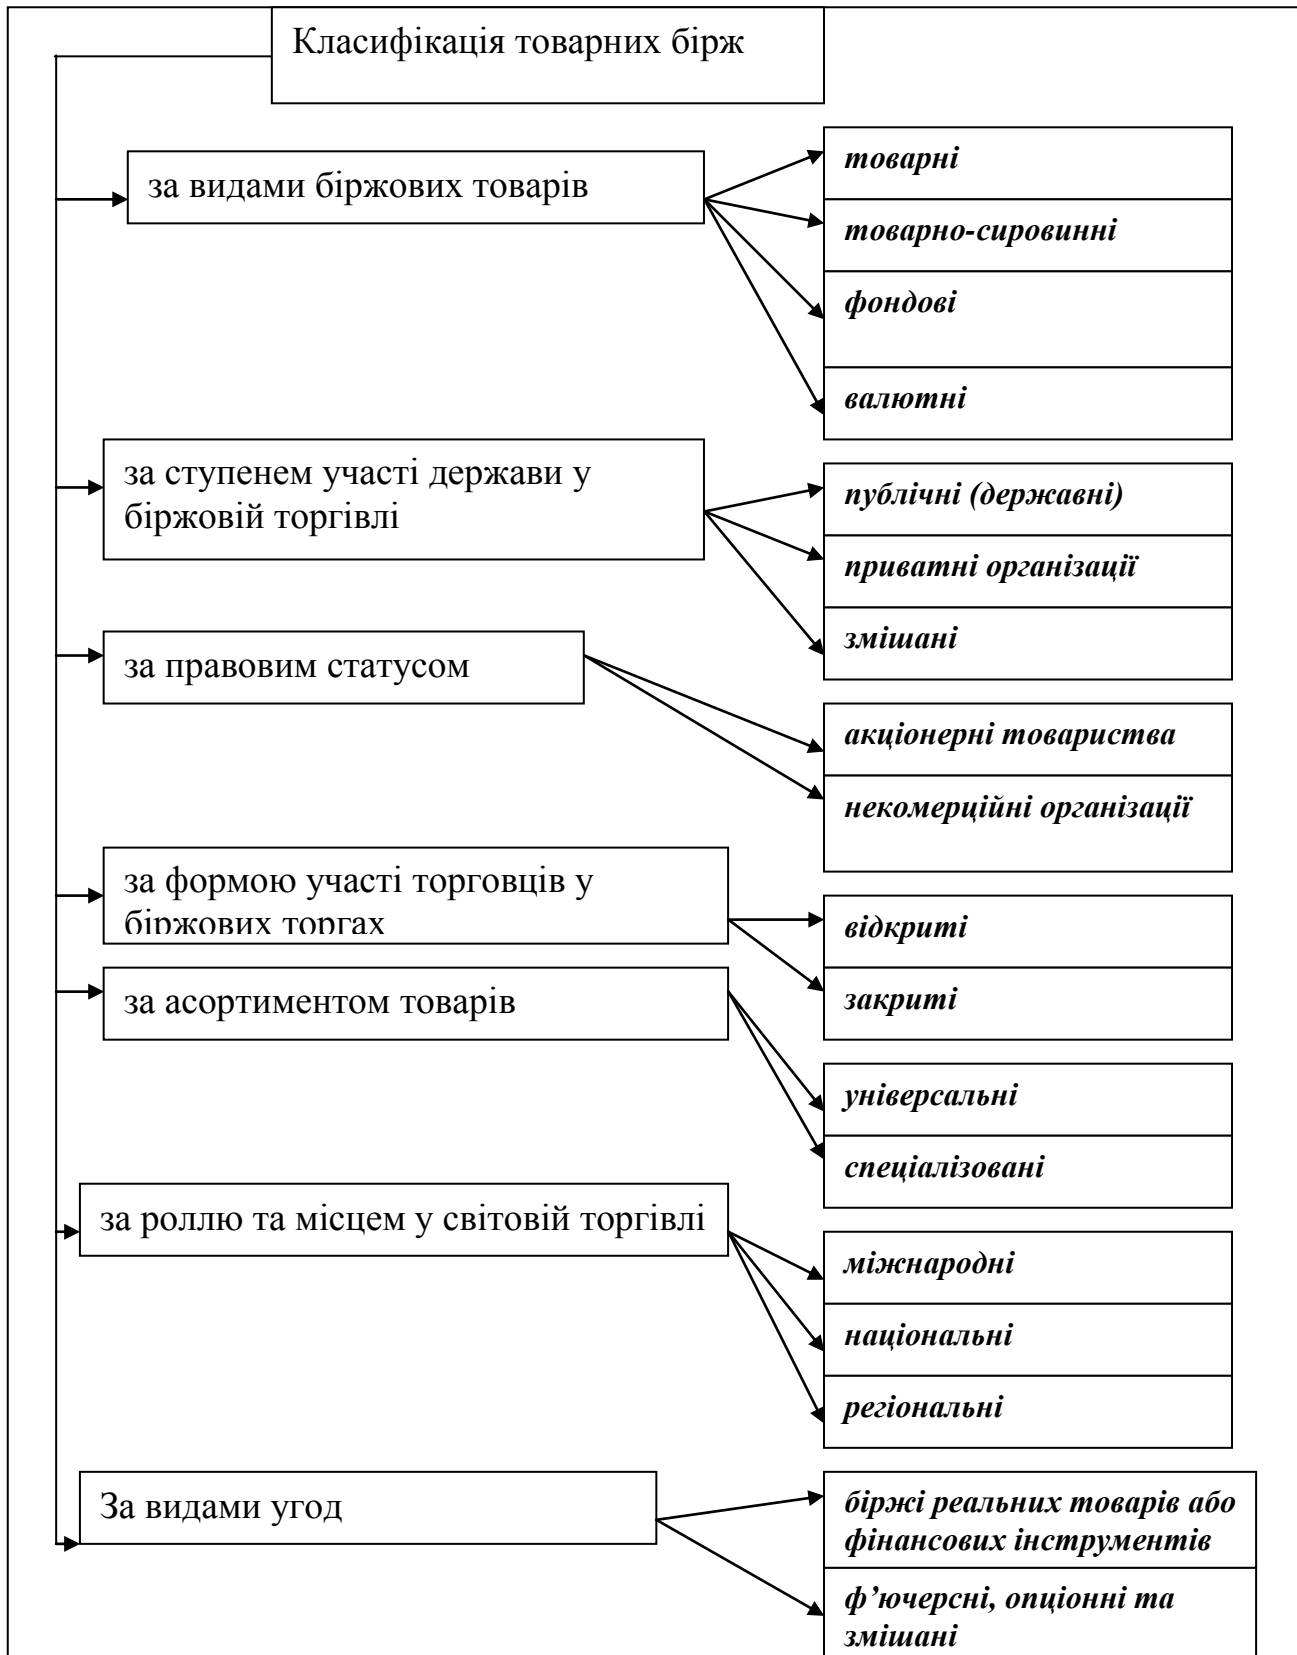 Класифікація товарних бірж
за видами біржових товарів
товарні
товарно-сировинні
фондові
валютні
за ступенем участі держави у
біржовій торгівлі
публічні (державні)
приватні організації
змішані
за правовим статусом
акціонерні товариства
некомерційні організації
за формою участі торговців у
біржових торгах
відкриті
закриті
за асортиментом товарів
універсальні
спеціалізовані
за роллю та місцем у світовій торгівлі
міжнародні
національні
регіональні
За видами угод
біржі реальних товарів або
фінансових інструментів
ф’ючерсні, опціонні та
змішані